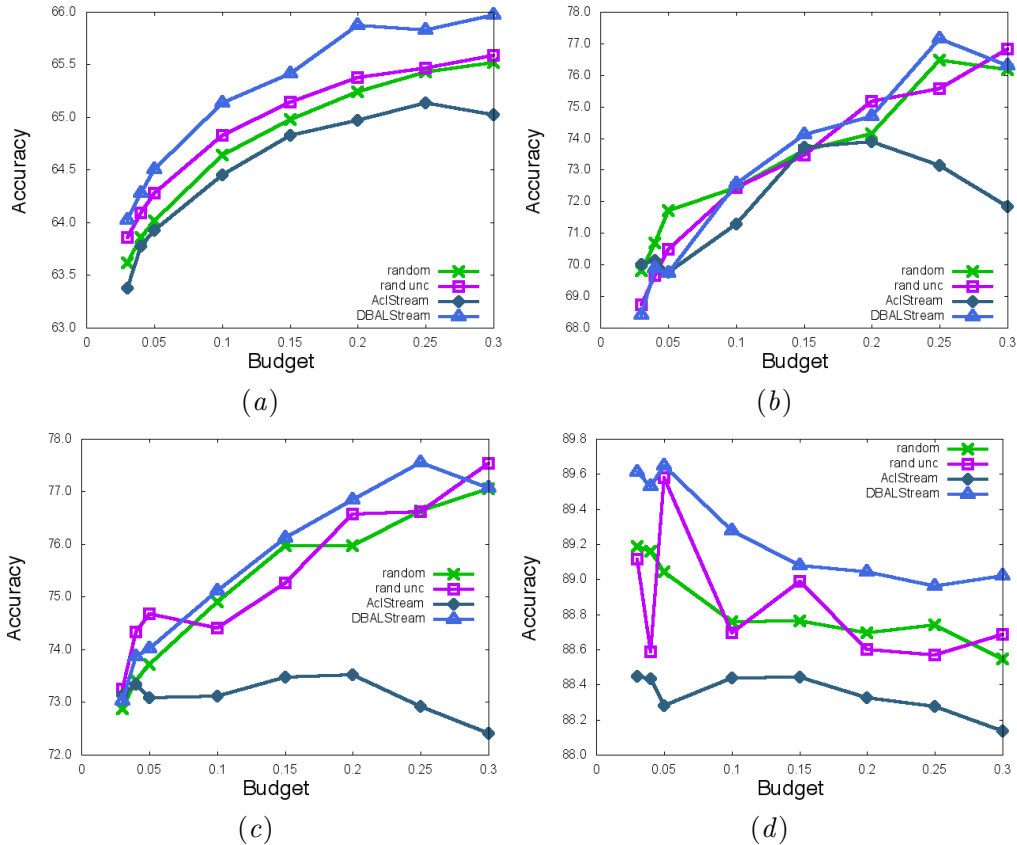 66.0
65.5
65.0
64.5
64.0
63.5
63.0
Accuracy
random
rand unc
AclStream
DBALStream
0 0.05 0.1 0.15 0.2 0.25 0.3
Budget
(a)
78.0
77.0
76.0
75.0
74.0
73.0
72.0
71.0
70.0
69.0
68.0
Accuracy
random
rand unc
AclStream
DBALStream
0 0.05 0.1 0.15 0.2 0.25 0.3
Budget
(b)
78.0
77.0
76.0
75.0
74.0
73.0
72.0
Accuracy
random
rand unc
AclStream
DBALStream
0 0.05 0.1 0.15 0.2 0.25 0.3
Budget
(c)
89.8
89.6
89.4
89.2
89.0
88.8
88.6
88.4
88.2
88.0
Accuracy
random
rand unc
AclStream
DBALStream
0 0.05 0.1 0.15 0.2 0.25 0.3
Budget
(d)